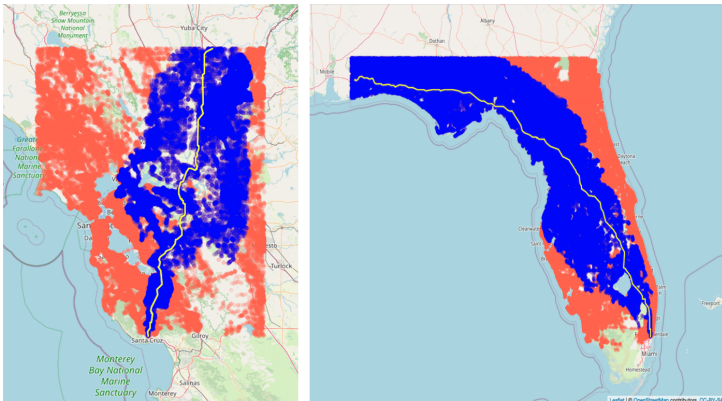 Berryessa
Snow Mountain
National
Monument
Yuba City
Greater
Farallones
National
Marine
Sanctuary
San
Turlock
Gilroy
Santa Cruz
Monterey
Bay National
Marine
Sanctuary
Salinas
Monterey
Albany
Dothan
Mobile
Daytona
Beach
Clearwater
Freeport
Miami
Homestead
Leaflet | © OpenStreetMap contributors, CC-BY-SA